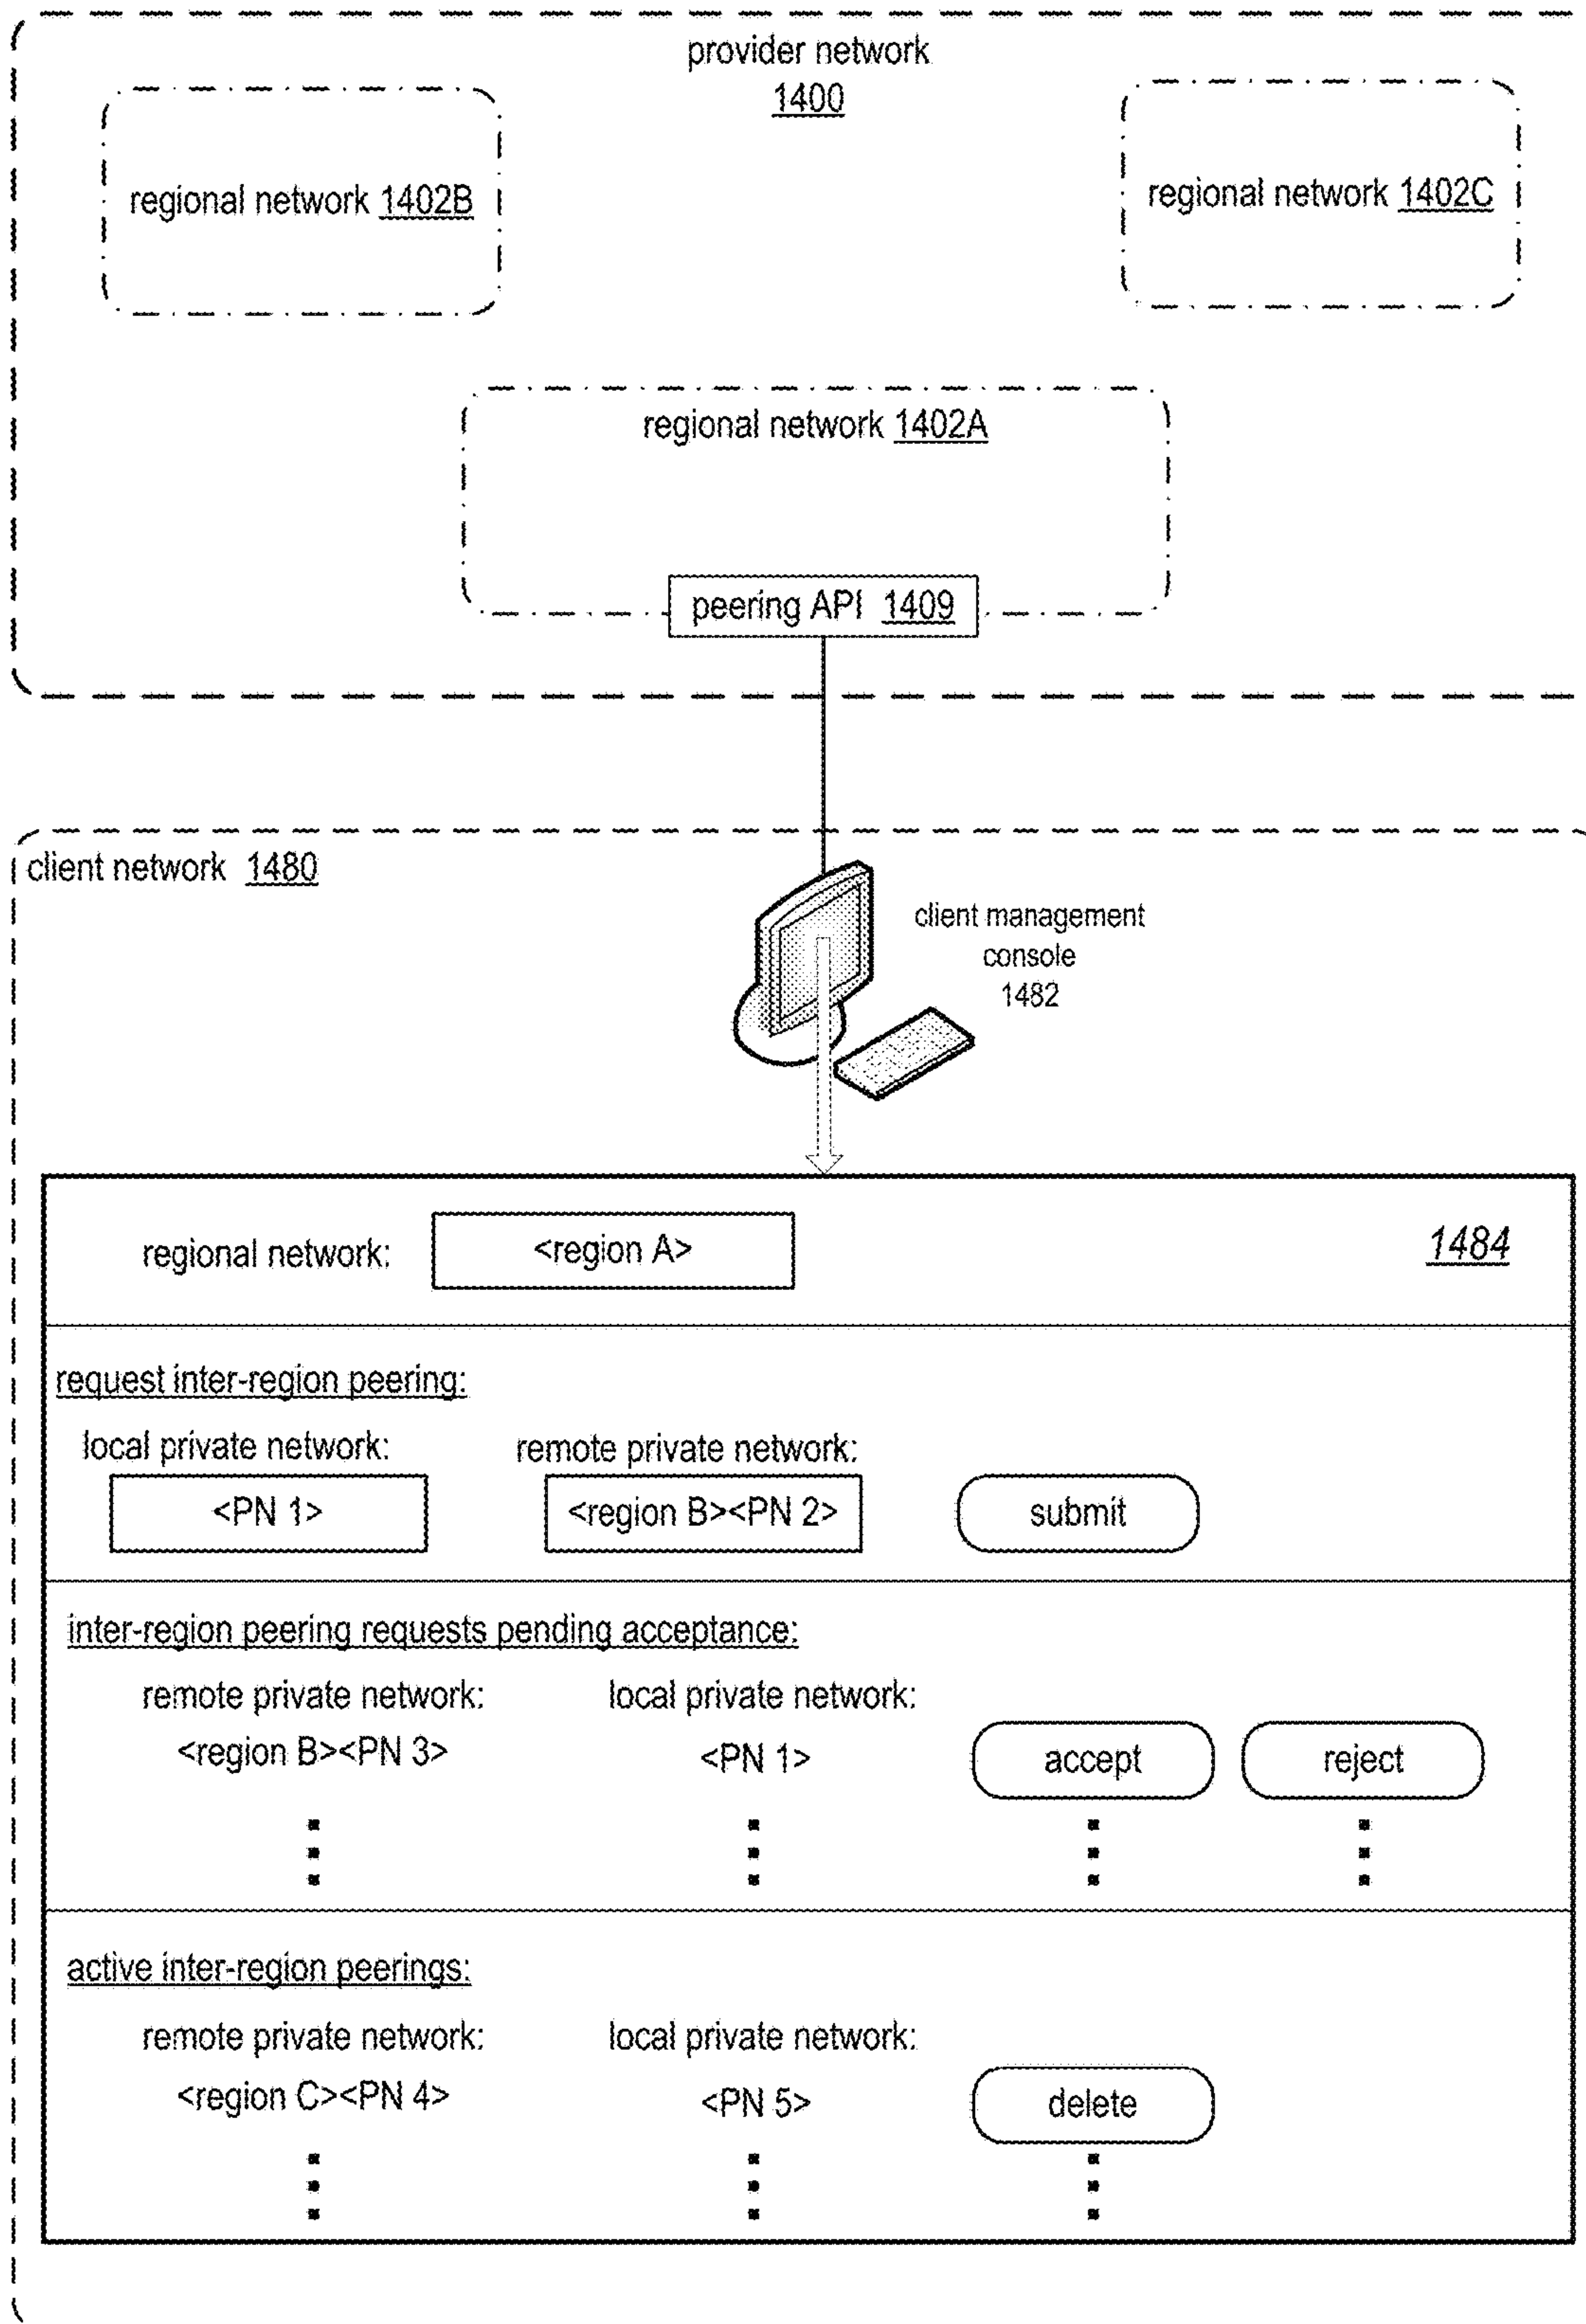 provider network
1400
regional network 1402B
regional network 1402C
regional network 1402A
peering API 1409
client network 1480
client management
console
1482
regional network: <region A> 1484
request inter-region peering:
local private network: remote private network:
<PN 1> <region B><PN 2> submit
inter-region peering requests pending acceptance:
remote private network: local private network:
<region B><PN 3> <PN 1> accept reject
active inter-region peerings:
remote private network: local private network:
<region C><PN 4> <PN 5> delete